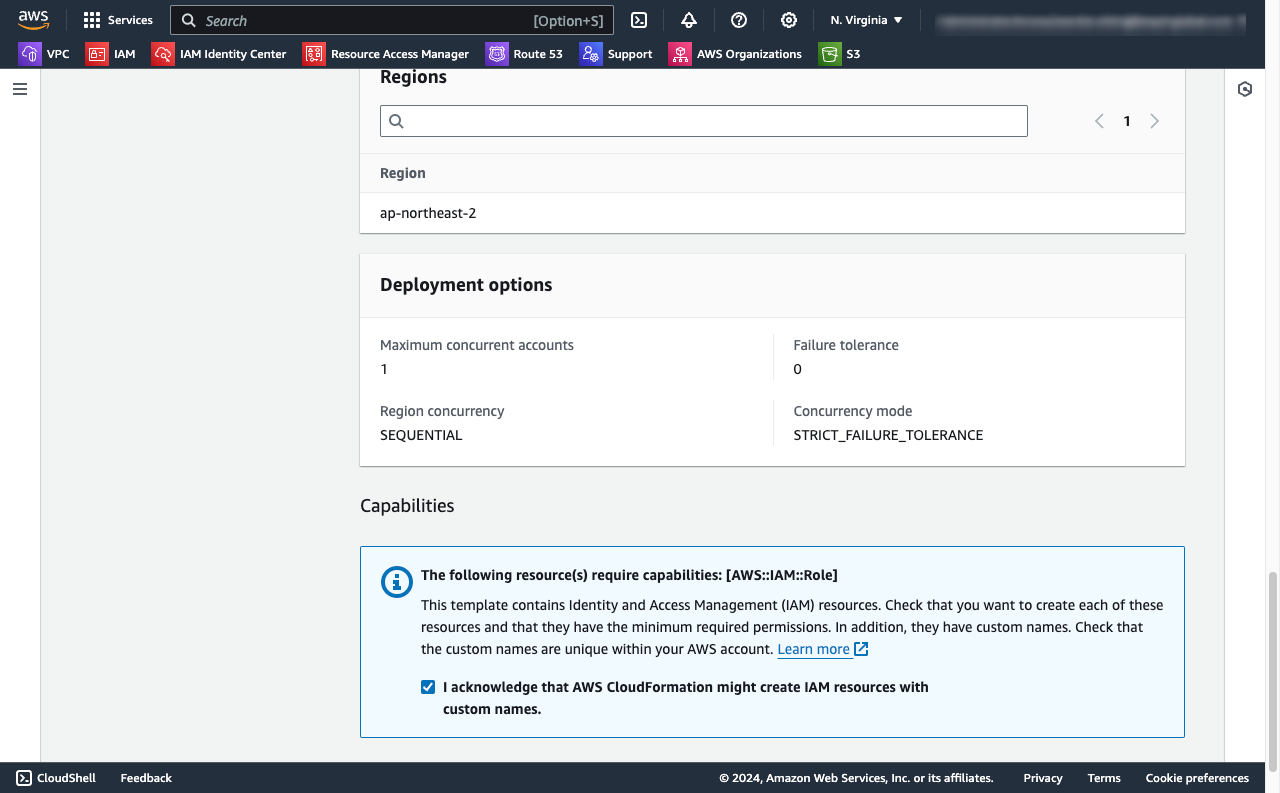 aws
Services
Search
[Option+S]
N. Virginia
VPC
IAM
IAM Identity Center
Resource Access Manager
Route 53
Support
AWS Organizations
S3
Regions
1
Region
ap-northeast-2
Deployment options
Maximum concurrent accounts
1
Failure tolerance
0
Region concurrency
SEQUENTIAL
Concurrency mode
STRICT_FAILURE_TOLERANCE
Capabilities
The following resource(s) require capabilities: [AWS::IAM::Role]
This template contains Identity and Access Management (IAM) resources. Check that you want to create each of these
resources and that they have the minimum required permissions. In addition, they have custom names. Check that
the custom names are unique within your AWS account. Learn more
I acknowledge that AWS CloudFormation might create IAM resources with
custom names.
CloudShell
Feedback
© 2024, Amazon Web Services, Inc. or its affiliates.
Privacy
Terms
Cookie preferences